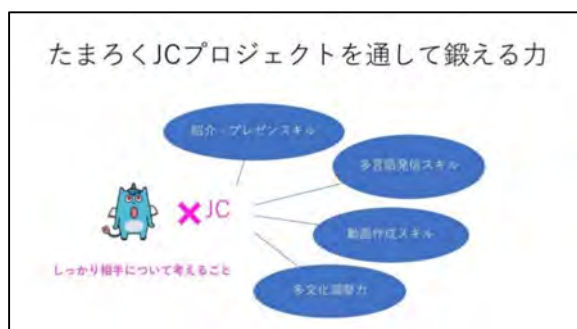 たまろくJCプロジェクトを通して鍛える力
紹介・プレゼンスキル
多言語発信スキル
×JC
動画作成スキル
しっかり相手について考えること
多文化調整力